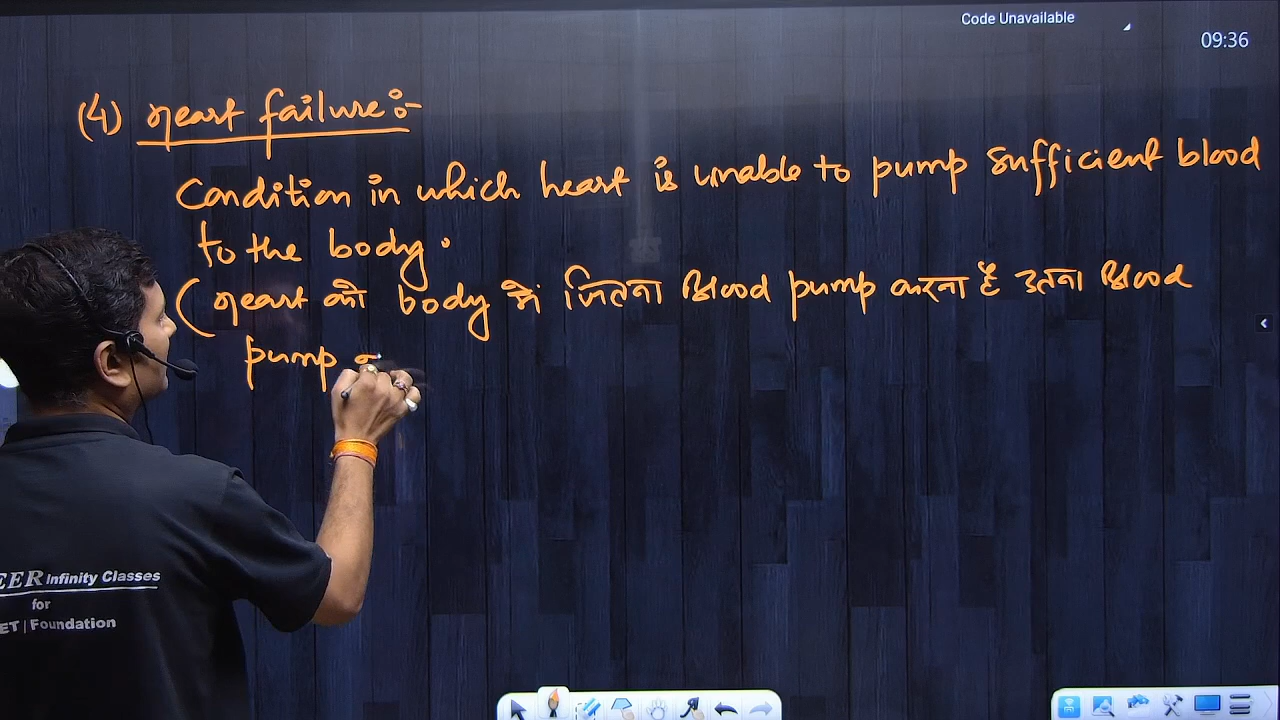 Code Unavailable
09:36
(4) Heart failure:-
Condition in which heart is unable to pump sufficient blood
to the body.
(Heart को body में जितना Blood pump करना है उतना Blood
pump
EER Infinity Classes
for
ET | Foundation